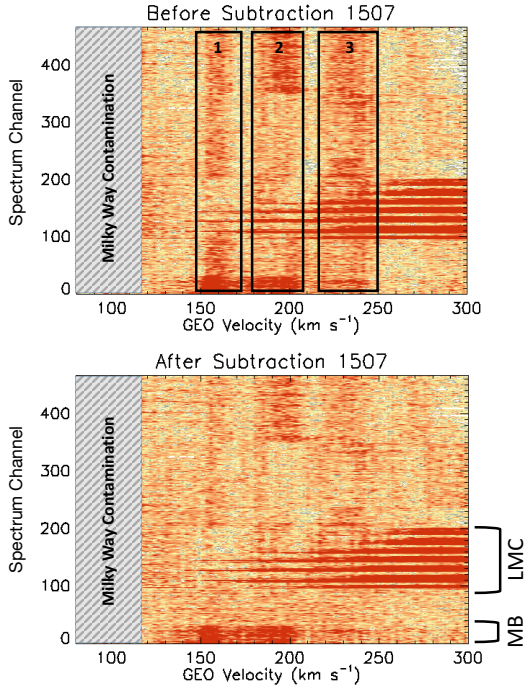 Before Subtraction 1507
Spectrum Channel
400
300
200
100
0
Milky Way Contamination
1 2 3
100 150 200 250 300
GEO Velocity (km s⁻¹)
After Subtraction 1507
Spectrum Channel
400
300
200
100
0
Milky Way Contamination
LMC
MB
100 150 200 250 300
GEO Velocity (km s⁻¹)